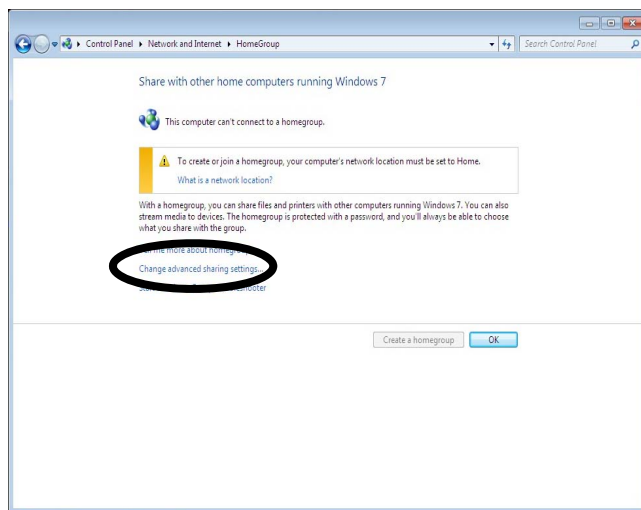 Control Panel ▸ Network and Internet ▸ HomeGroup
Search Control Panel
Share with other home computers running Windows 7
This computer can't connect to a homegroup.
To create or join a homegroup, your computer's network location must be set to Home.
What is a network location?
With a homegroup, you can share files and printers with other computers running Windows 7. You can also
stream media to devices. The homegroup is protected with a password, and you'll always be able to choose
what you share with the group.
me more about
Change advanced sharing settings...
Create a homegroup
OK